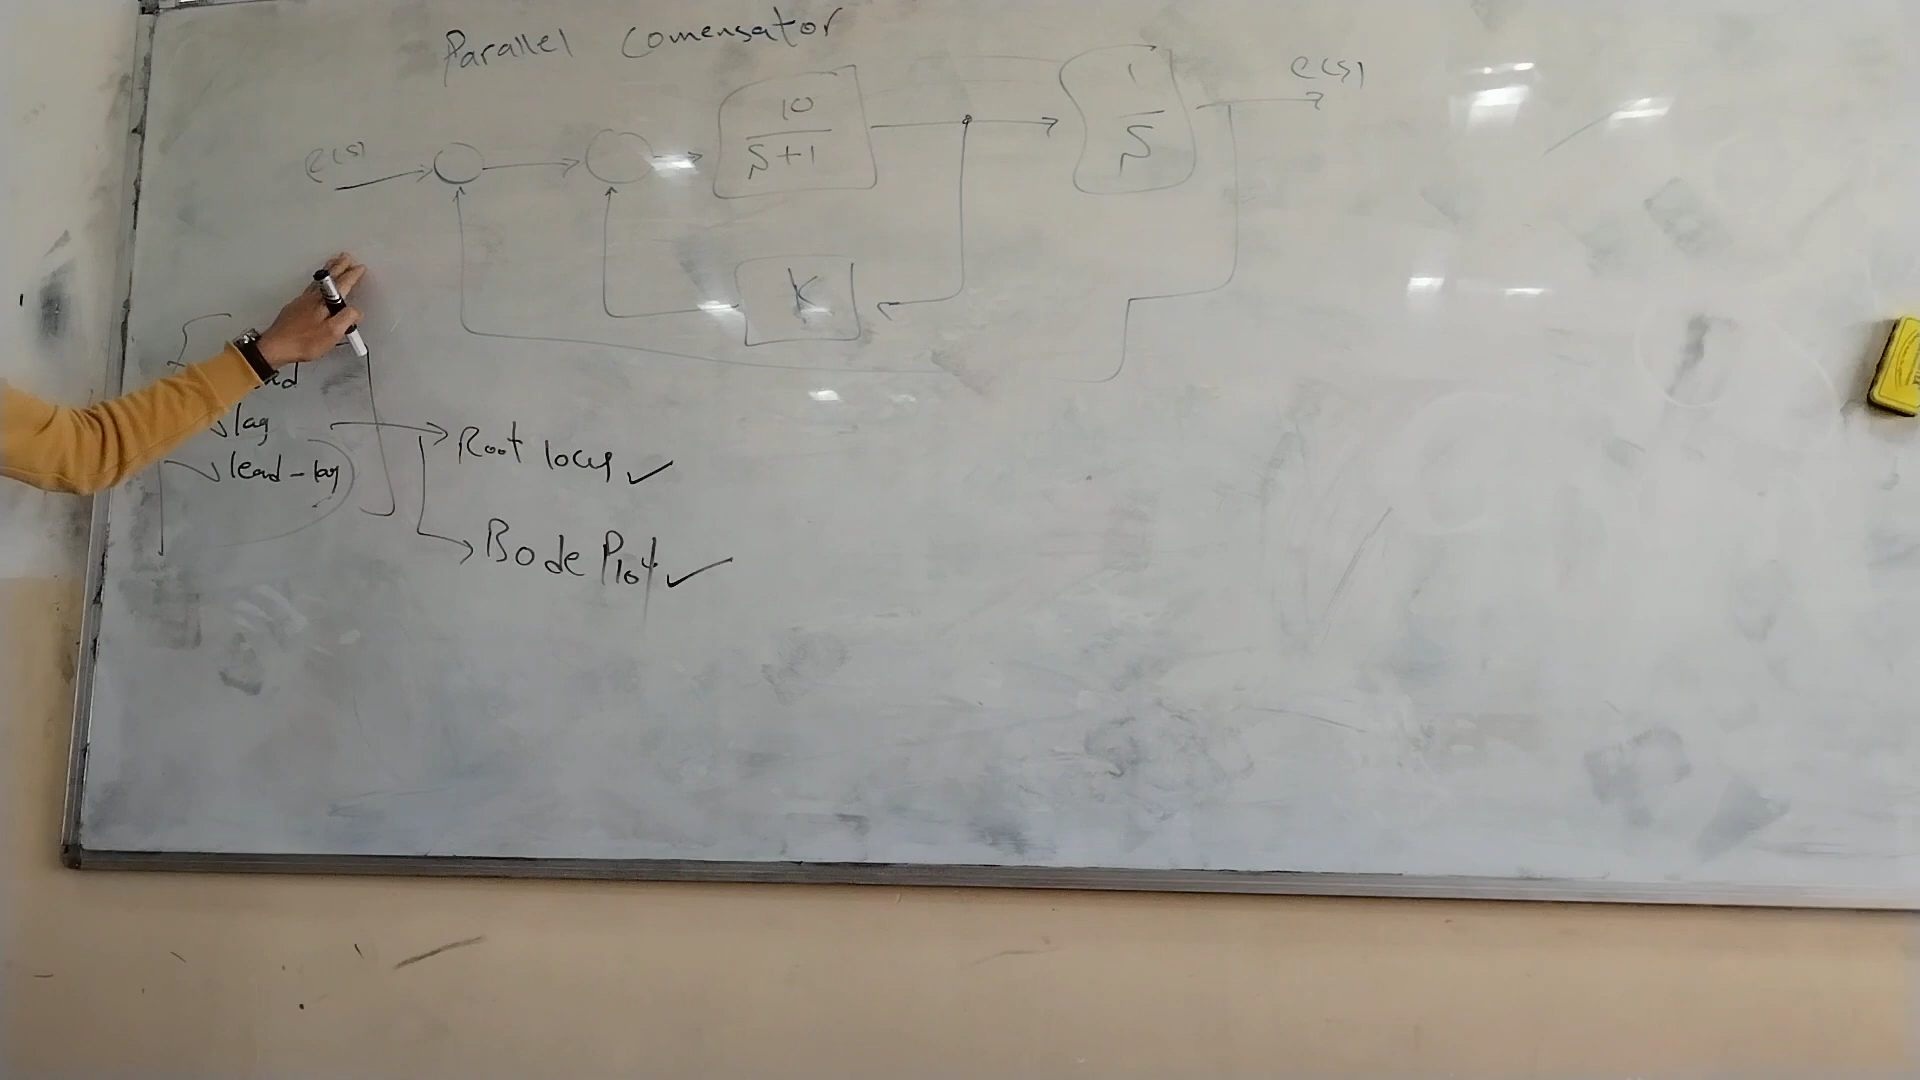 Parallel Comensator
10
S+1
1
S
C(S)
K
lag
lead-lag
Root locus
Bode Plot